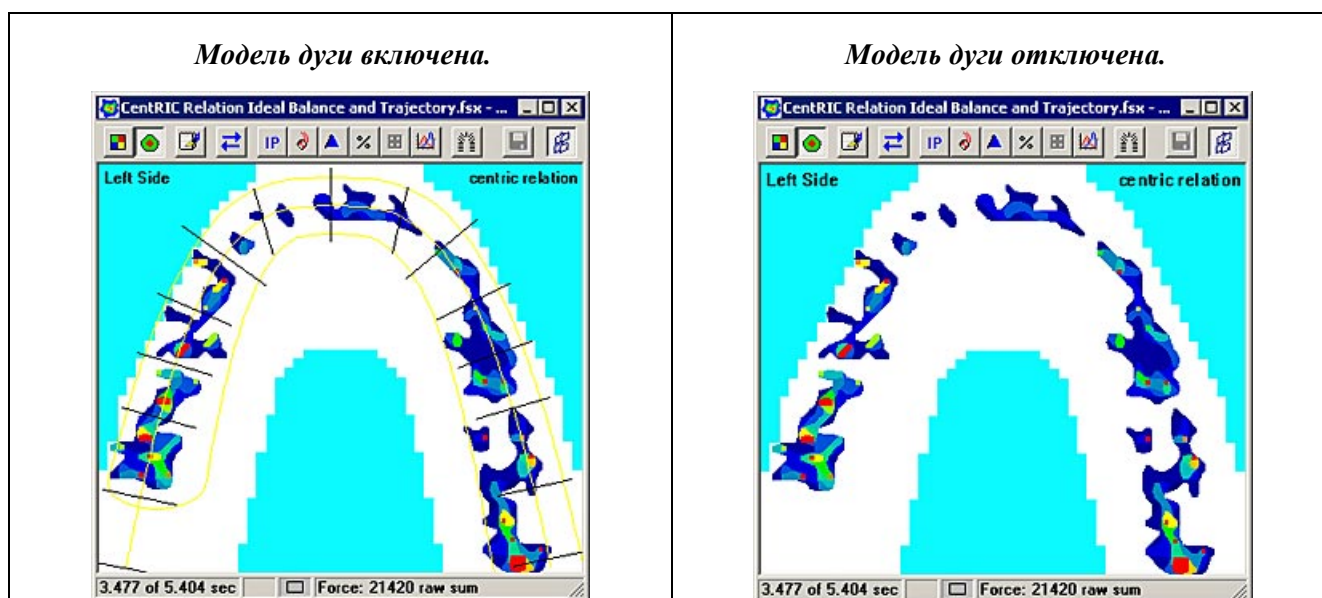 Модель дуги включена.
CentRIC Relation Ideal Balance and Trajectory.fsx - ...
IP
%
Left Side
centric relation
3.477 of 5.404 sec
Force: 21420 raw sum
Модель дуги отключена.
CentRIC Relation Ideal Balance and Trajectory.fsx - ...
IP
%
Left Side
centric relation
3.477 of 5.404 sec
Force: 21420 raw sum